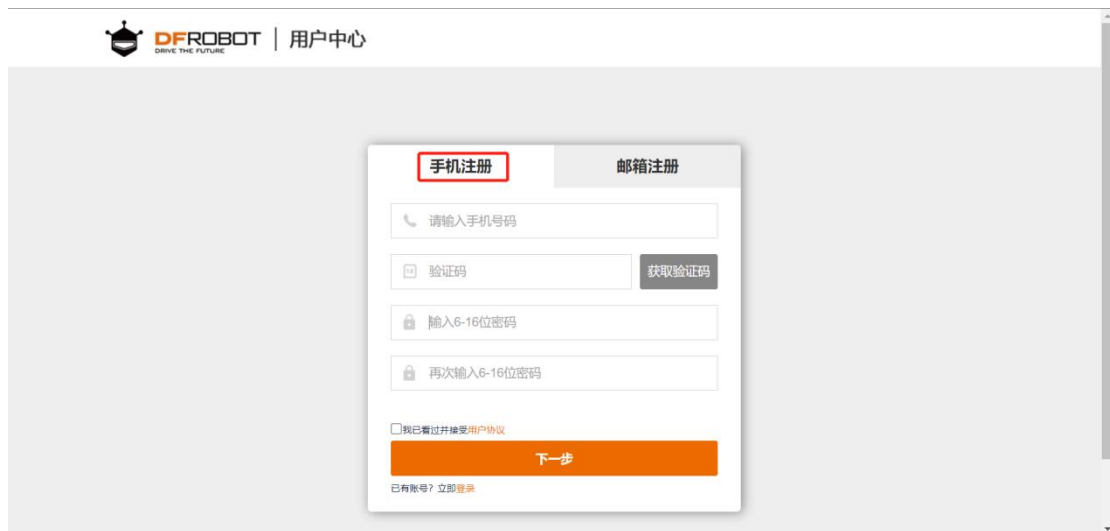 DFROBOT | 用户中心
DRIVE THE FUTURE
手机注册 邮箱注册
请输入手机号码
验证码 获取验证码
输入6-16位密码
再次输入6-16位密码
我已看过并接受用户协议
下一步
已有账号？立即登录